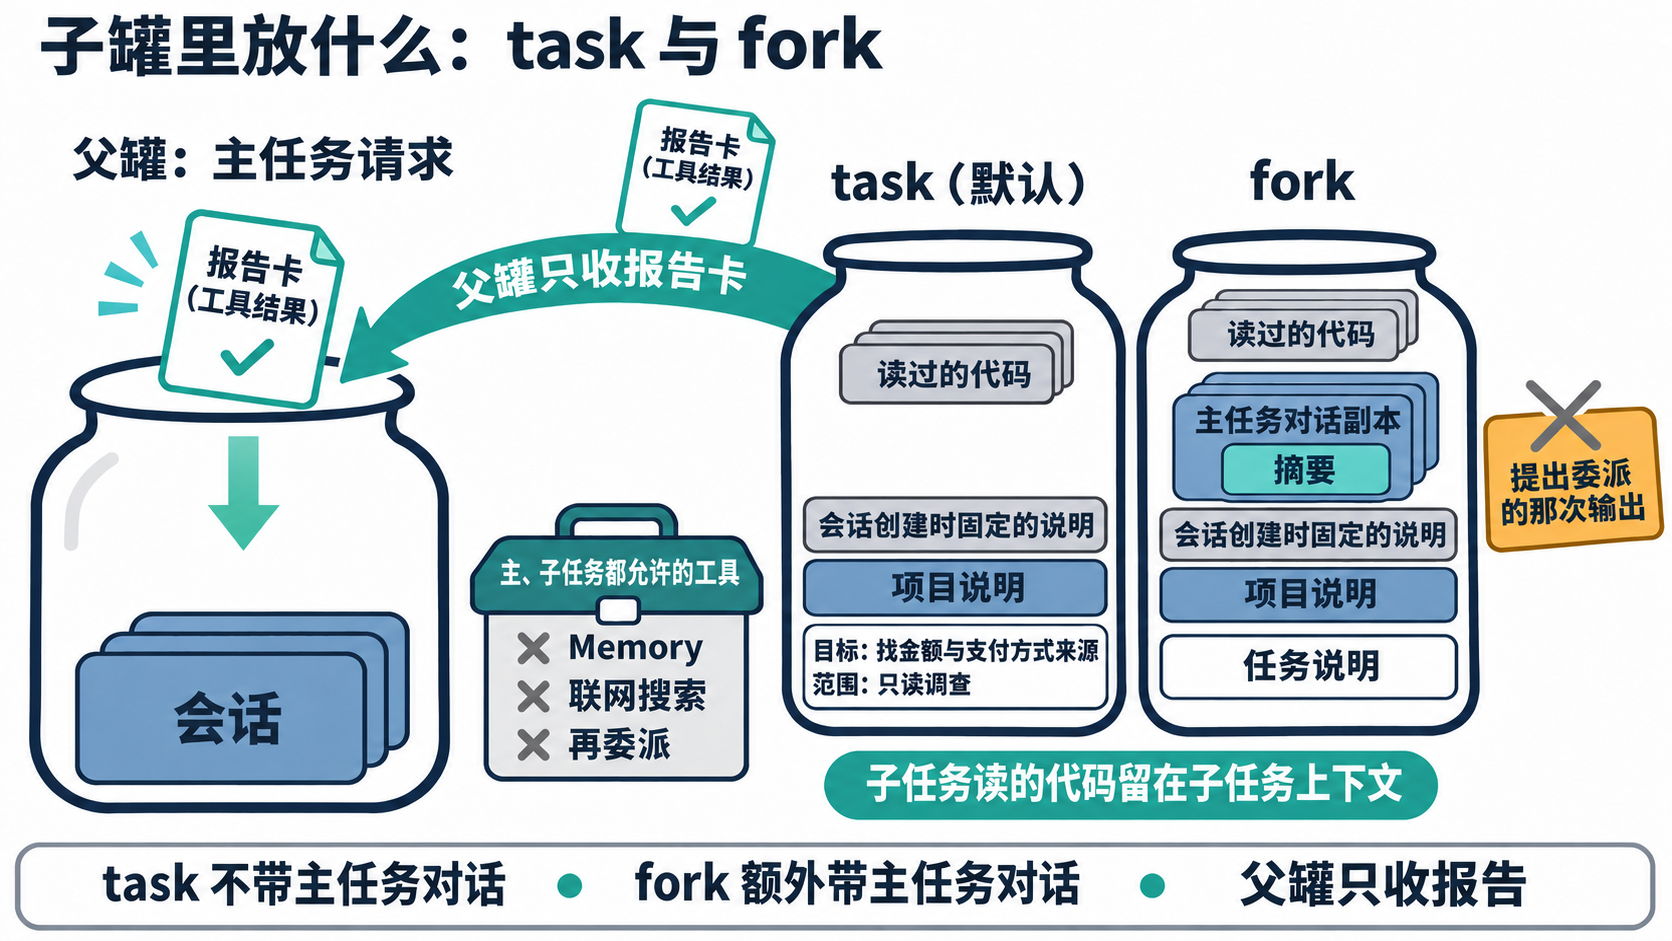 子罐里放什么：task 与 fork
父罐：主任务请求
报告卡
（工具结果）
父罐只收报告卡
报告卡
（工具结果）
会话
主、子任务都允许的工具
Memory
联网搜索
再委派
task（默认）
读过的代码
会话创建时固定的说明
项目说明
目标：找金额与支付方式来源
范围：只读调查
fork
读过的代码
主任务对话副本
摘要
会话创建时固定的说明
项目说明
任务说明
提出委派
的那次输出
子任务读的代码留在子任务上下文
task 不带主任务对话 • fork 额外带主任务对话 • 父罐只收报告